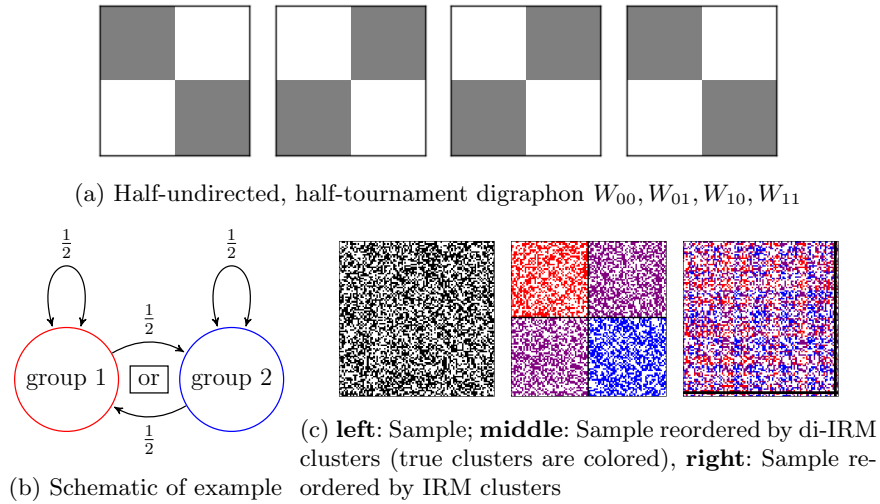 (a) Half-undirected, half-tournament digraphon W₀₀, W₀₁, W₁₀, W₁₁
1/2
1/2
1/2
group 1
or
group 2
1/2
(b) Schematic of example
(c) left: Sample; middle: Sample reordered by di-IRM
clusters (true clusters are colored), right: Sample re-
ordered by IRM clusters